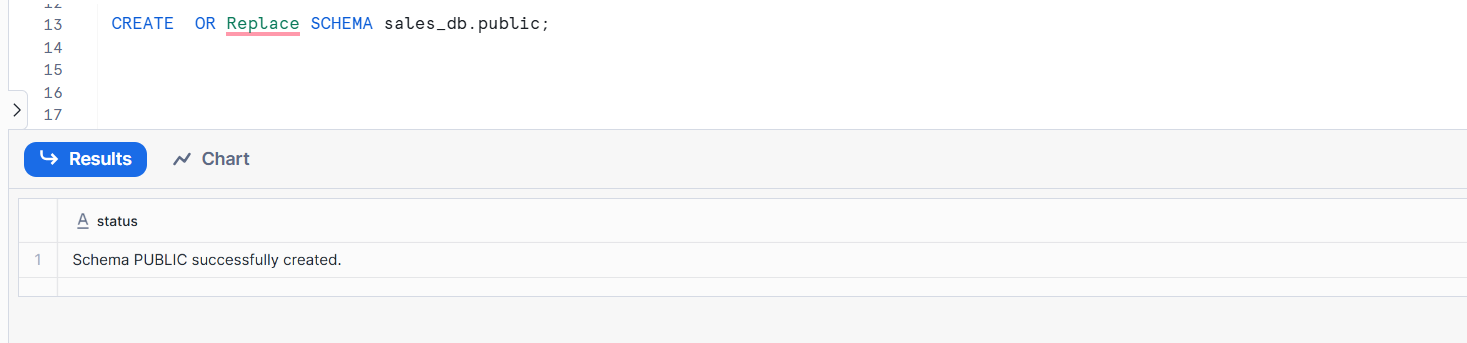 12
13 CREATE  OR Replace SCHEMA sales_db.public;
14
15
16
17
Results Chart
A status
1 Schema PUBLIC successfully created.